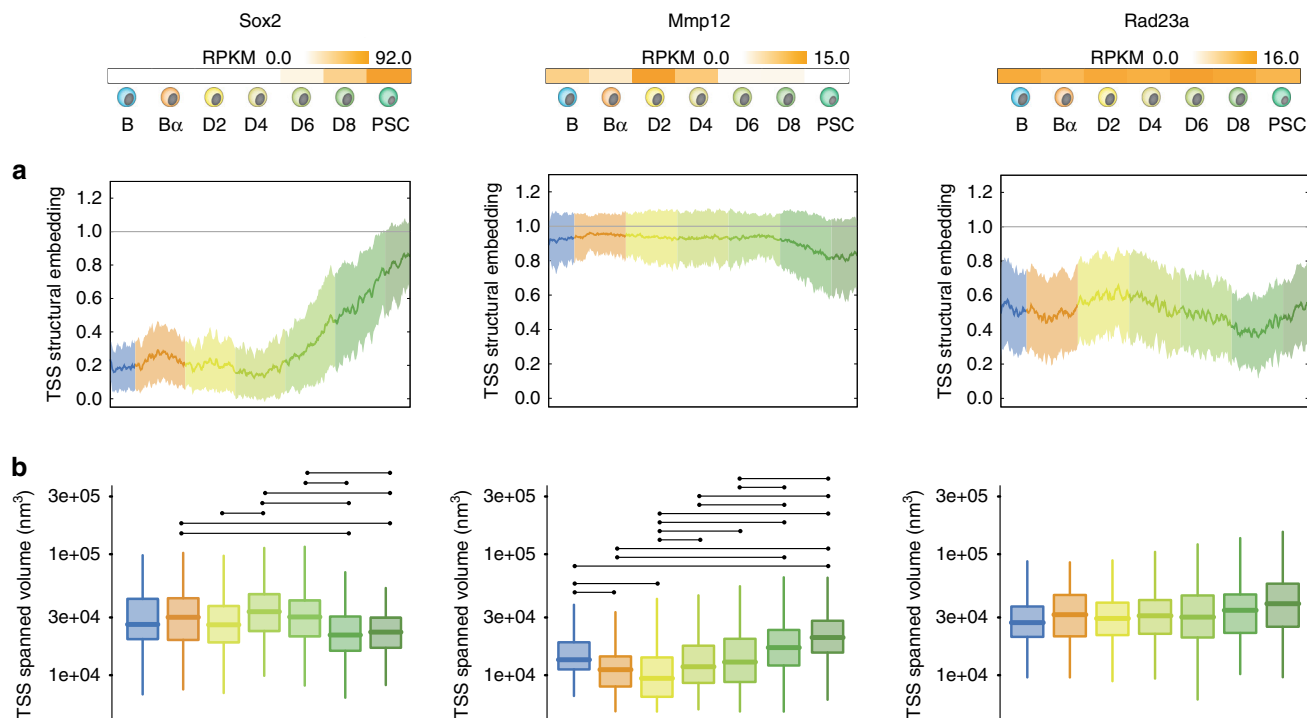 Sox2
Mmp12
Rad23a
RPKM 0.0 92.0
RPKM 0.0 15.0
RPKM 0.0 16.0
B Bα D2 D4 D6 D8 PSC
B Bα D2 D4 D6 D8 PSC
B Bα D2 D4 D6 D8 PSC
a
TSS structural embedding
1.2
1.0
0.8
0.6
0.4
0.2
0.0
TSS structural embedding
1.2
1.0
0.8
0.6
0.4
0.2
0.0
TSS structural embedding
1.2
1.0
0.8
0.6
0.4
0.2
0.0
b
TSS spanned volume (nm³)
3e+05
1e+05
3e+04
1e+04
TSS spanned volume (nm³)
3e+05
1e+05
3e+04
1e+04
TSS spanned volume (nm³)
3e+05
1e+05
3e+04
1e+04